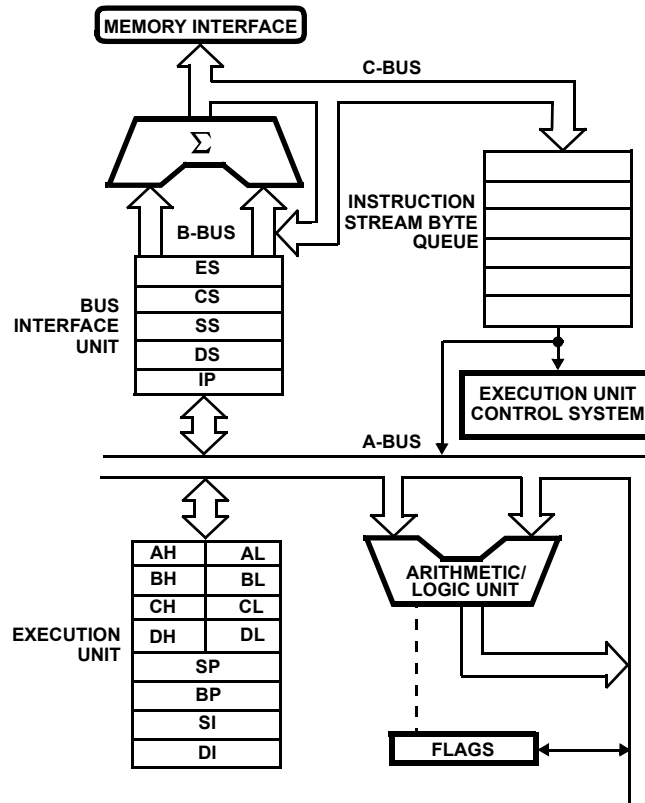 MEMORY INTERFACE
C-BUS
Σ
B-BUS
INSTRUCTION
STREAM BYTE
QUEUE
ES
CS
SS
DS
IP
BUS
INTERFACE
UNIT
EXECUTION UNIT
CONTROL SYSTEM
A-BUS
AH AL
BH BL
CH CL
DH DL
SP
BP
SI
DI
EXECUTION
UNIT
ARITHMETIC/
LOGIC UNIT
FLAGS